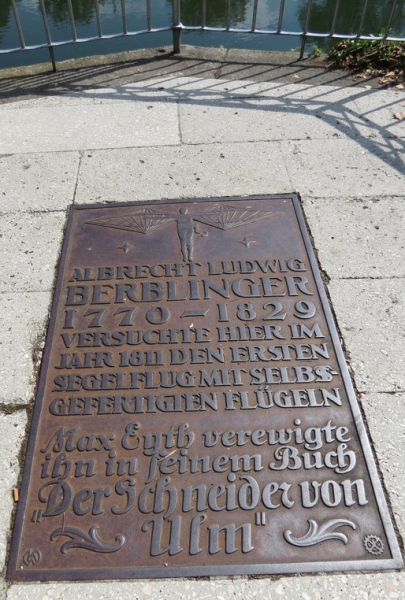 ALBRECHT LUDWIG
BERBLINGER
1770 – 1829
VERSUCHTE HIER IM
JAHR 1811 DEN ERSTEN
SEGELFLUG MIT SELBS
GEFERTIGTEN FLÜGELN
Max Eyth verewigte
ihn in seinem Buch
„Der Schneider von
Ulm"